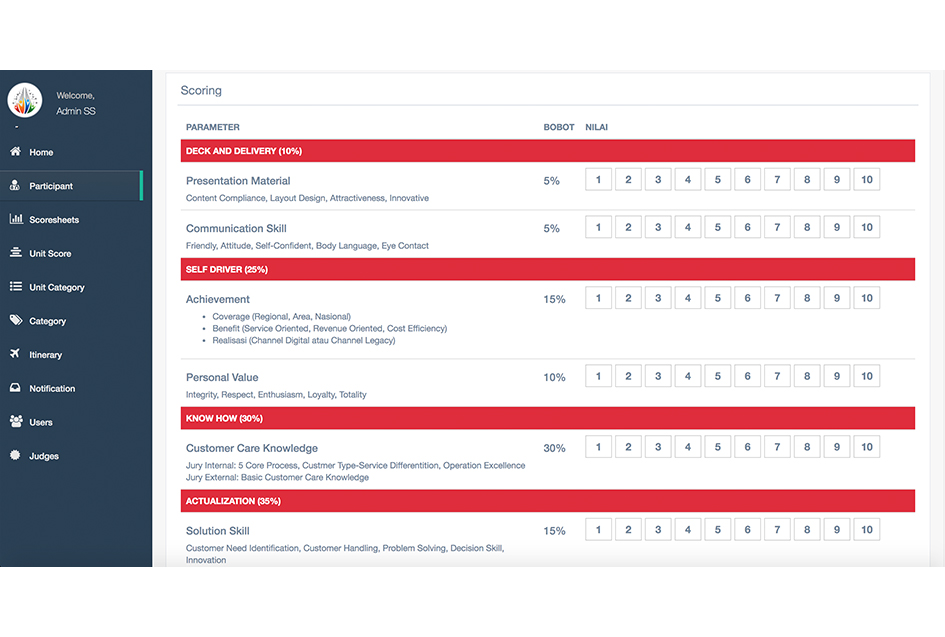 Welcome,
Admin SS
Home
Participant
Scoresheets
Unit Score
Unit Category
Category
Itinerary
Notification
Users
Judges
Scoring
PARAMETER BOBOT NILAI
DECK AND DELIVERY (10%)
Presentation Material 5% 1 2 3 4 5 6 7 8 9 10
Content Compliance, Layout Design, Attractiveness, Innovative
Communication Skill 5% 1 2 3 4 5 6 7 8 9 10
Friendly, Attitude, Self-Confident, Body Language, Eye Contact
SELF DRIVER (25%)
Achievement 15% 1 2 3 4 5 6 7 8 9 10
• Coverage (Regional, Area, Nasional)
• Benefit (Service Oriented, Revenue Oriented, Cost Efficiency)
• Realisasi (Channel Digital atau Channel Legacy)
Personal Value 10% 1 2 3 4 5 6 7 8 9 10
Integrity, Respect, Enthusiasm, Loyalty, Totality
KNOW HOW (30%)
Customer Care Knowledge 30% 1 2 3 4 5 6 7 8 9 10
Jury Internal: 5 Core Process, Custmer Type-Service Differentition, Operation Excellence
Jury External: Basic Customer Care Knowledge
ACTUALIZATION (35%)
Solution Skill 15% 1 2 3 4 5 6 7 8 9 10
Customer Need Identification, Customer Handling, Problem Solving, Decision Skill,
Innovation